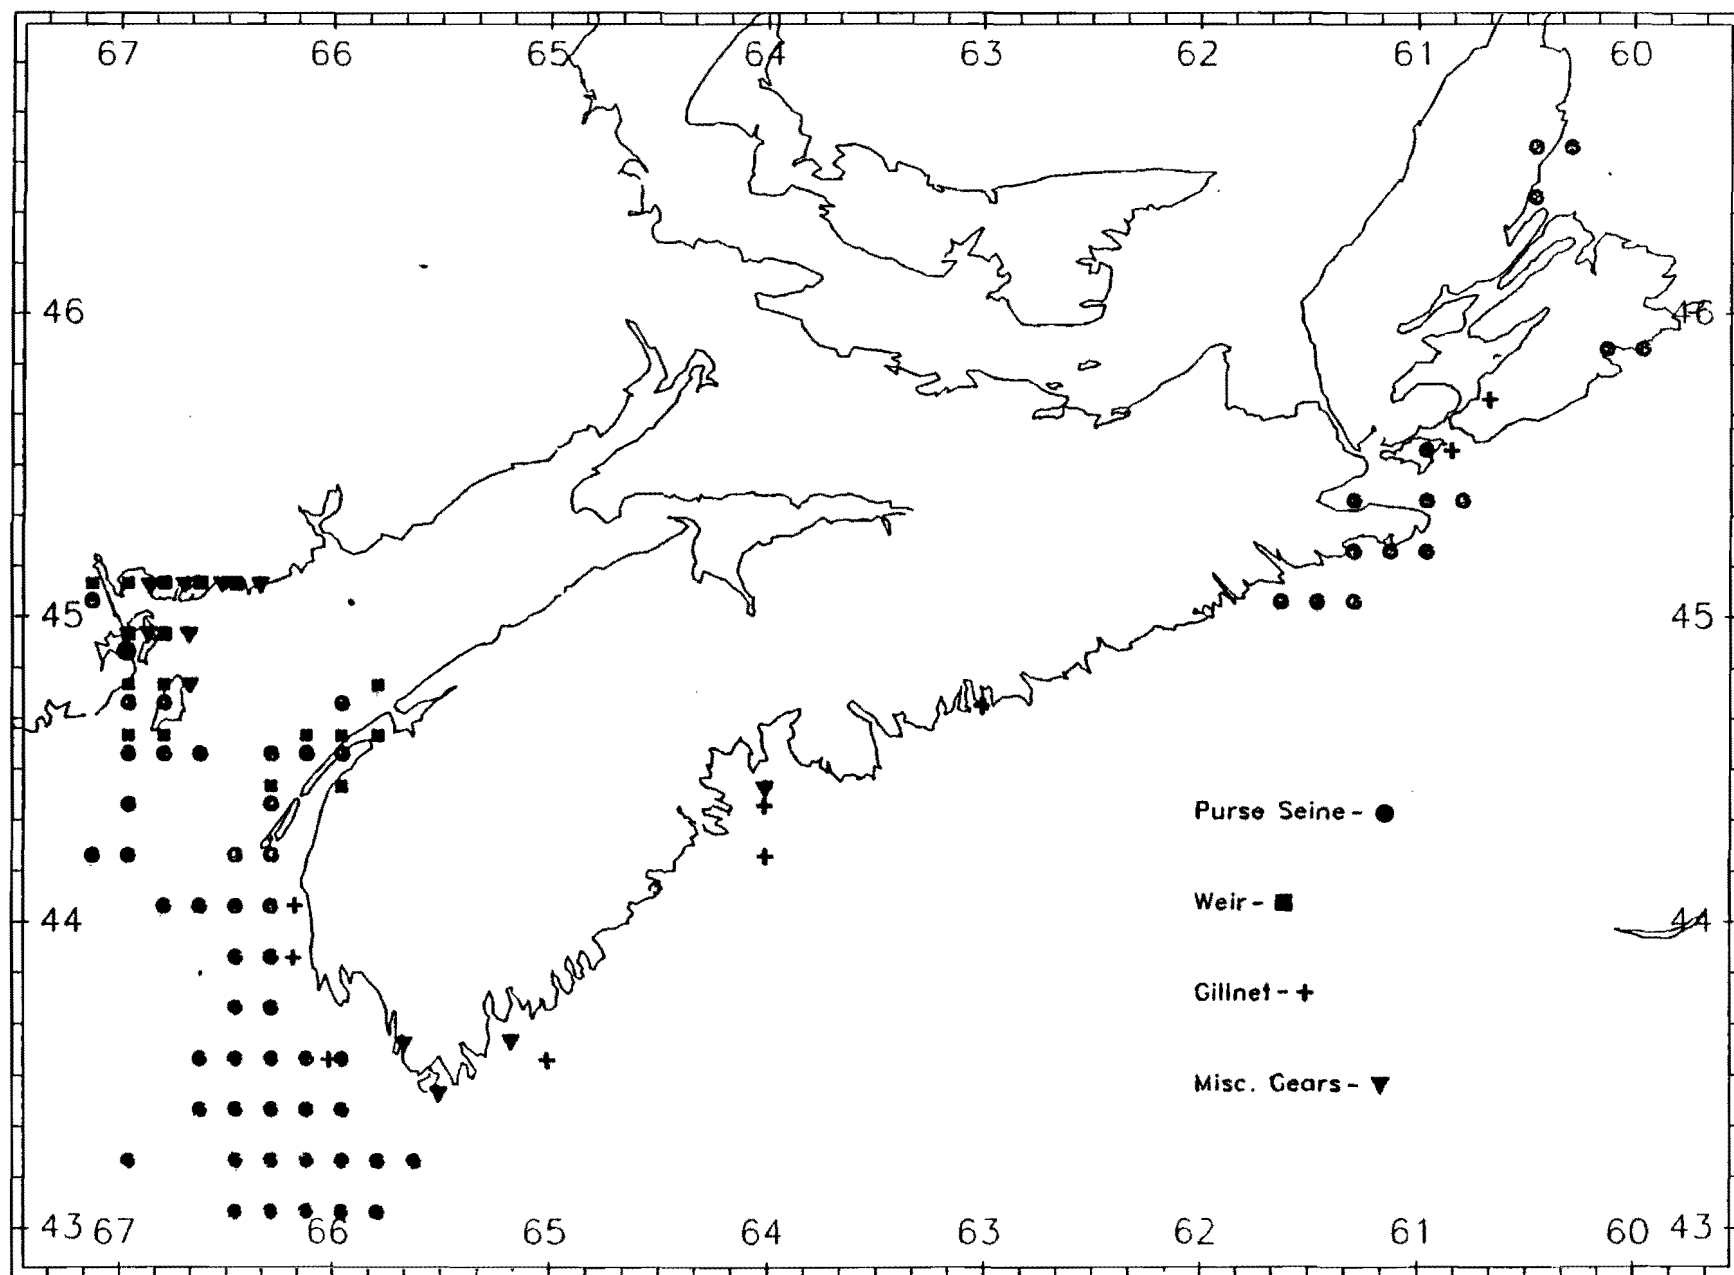 67 66 65 64 63 62 61 60
46 46
45 45
Purse Seine-
Weir-
44 44
Gillnet-
Misc. Gears-
43 67 66 65 64 63 62 61 60 43